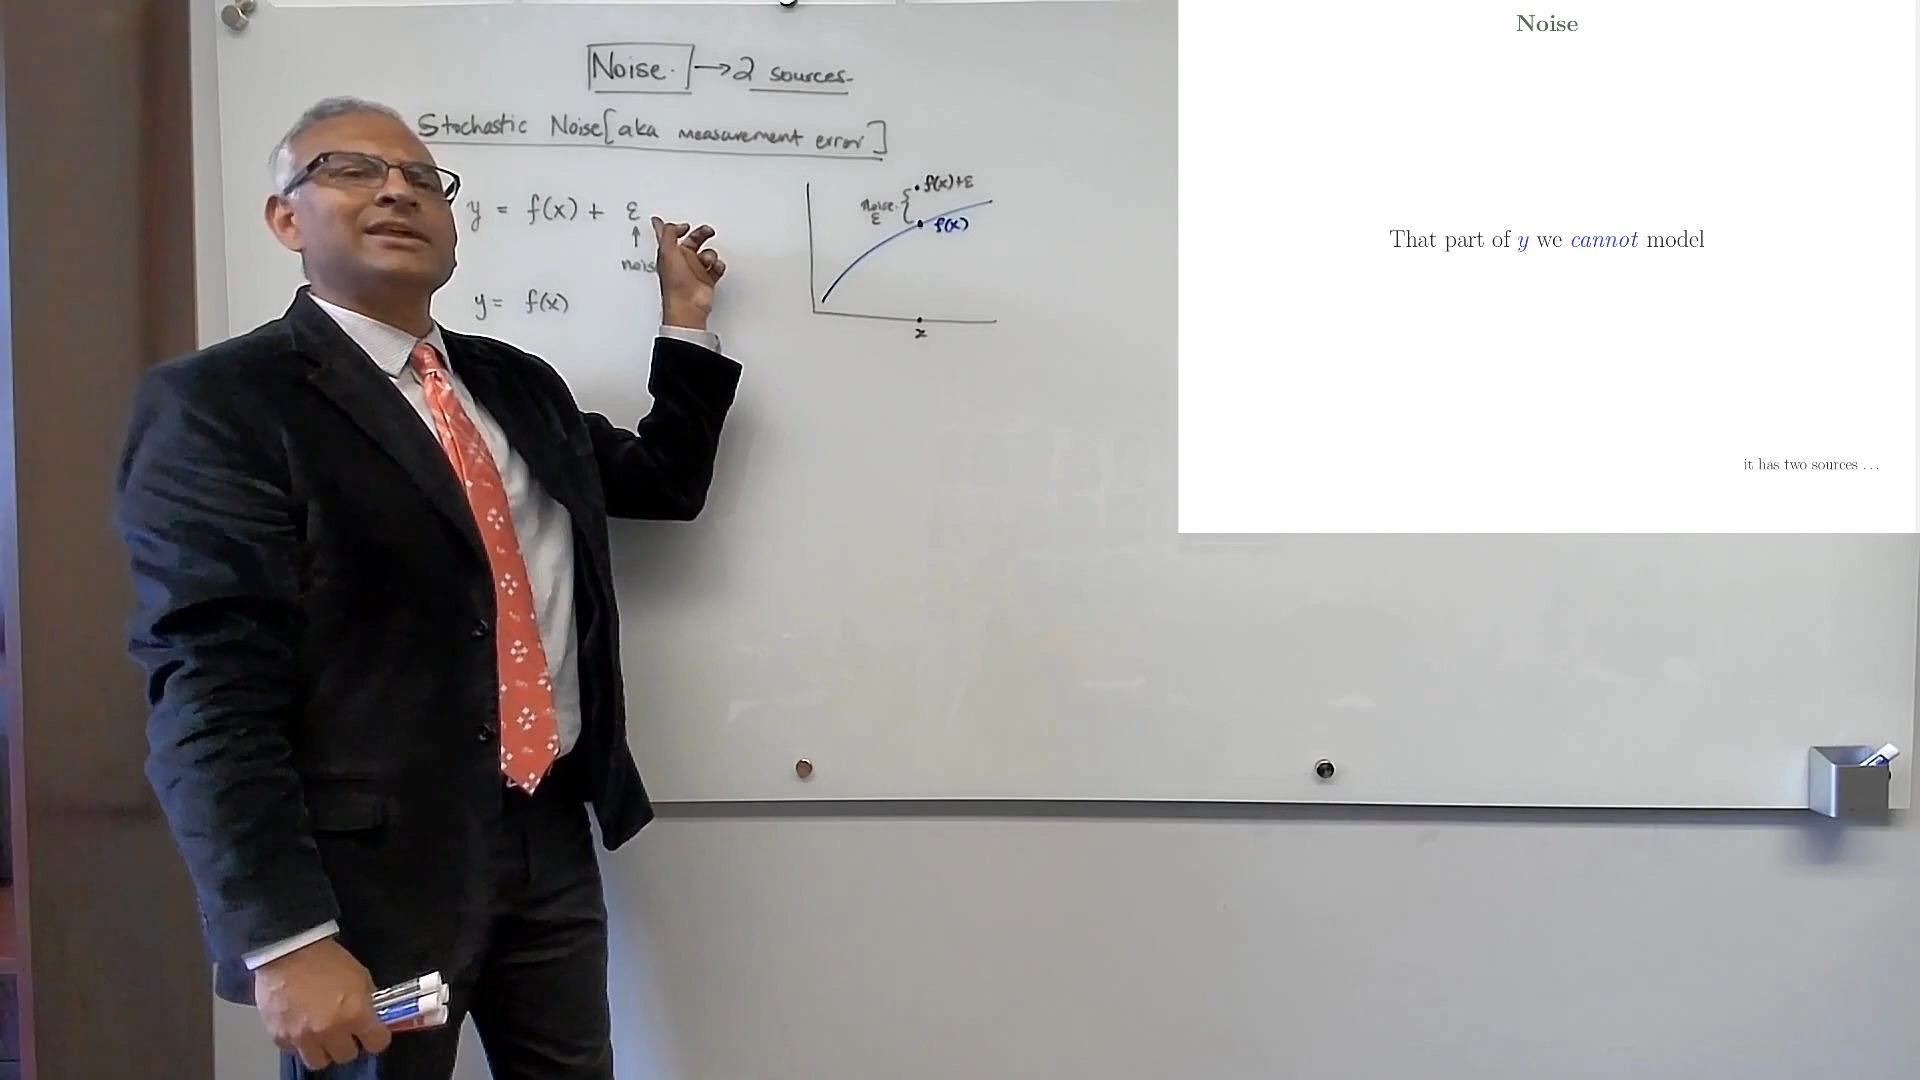 Noise. → 2 sources.
Stochastic Noise [aka measurement error]
y = f(x) + ε
↑
nois
y = f(x)
f(x)+ε
noise.
ε
f(x)
x
Noise
That part of y we cannot model
it has two sources ...